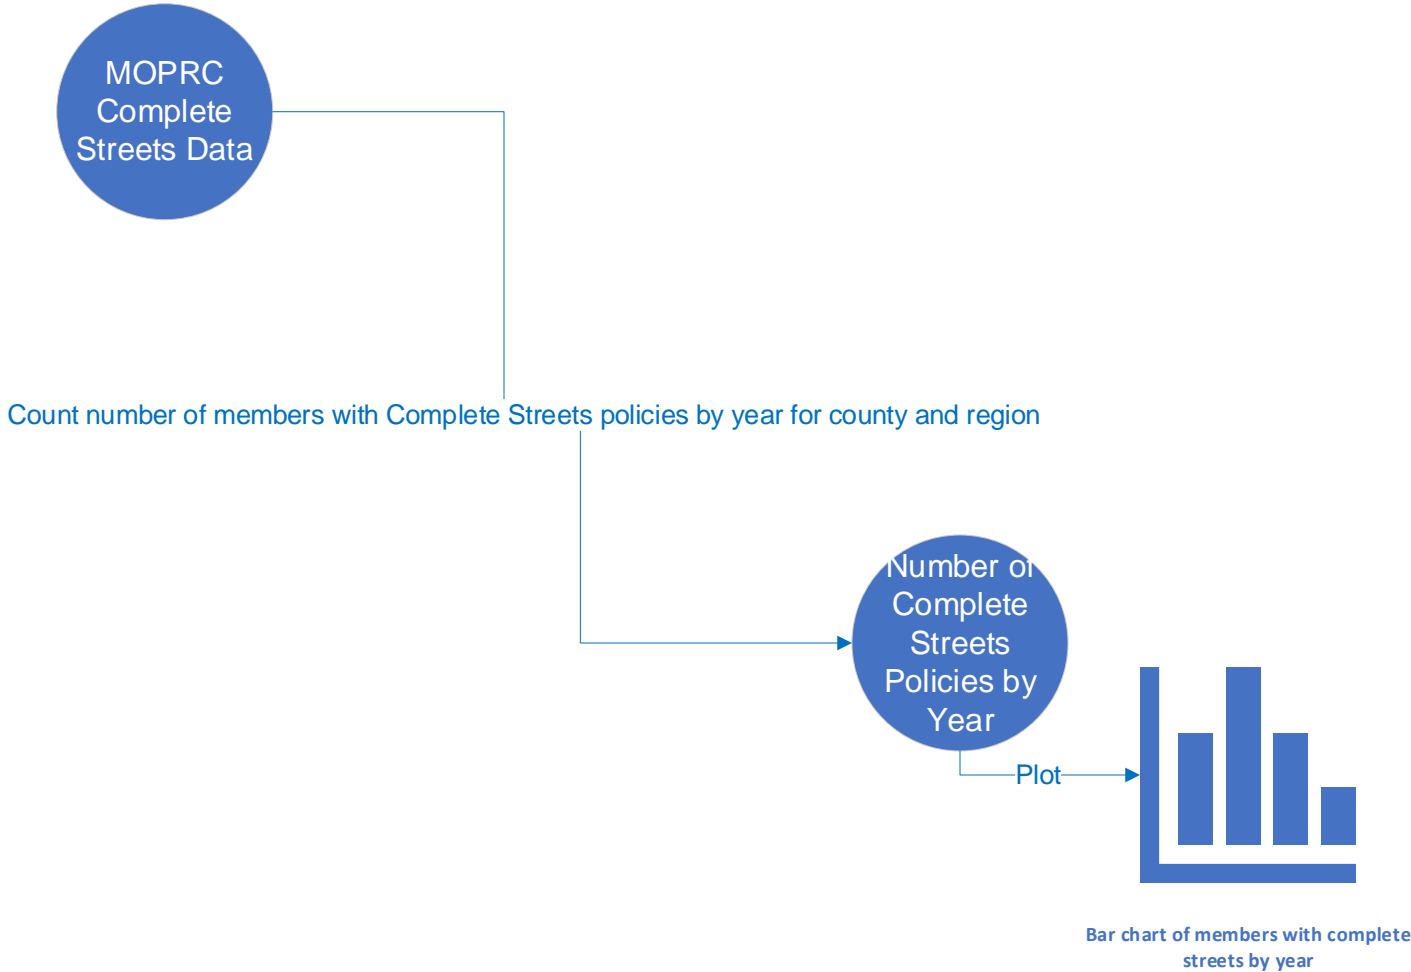 MOPRC
Complete
Streets Data
Count number of members with Complete Streets policies by year for county and region
Number of
Complete
Streets
Policies by
Year
Plot
Bar chart of members with complete
streets by year